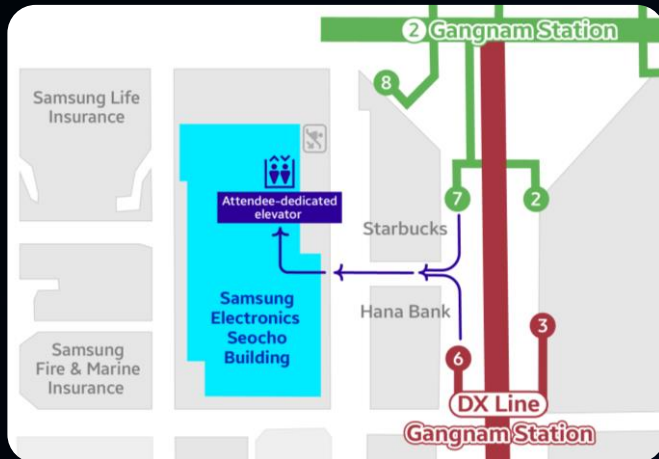 2 Gangnam Station
8
Samsung Life
Insurance
Attendee-dedicated
elevator
7
2
Starbucks
Samsung
Electronics
Seocho
Building
Hana Bank
3
Samsung
Fire & Marine
Insurance
6
DX Line
Gangnam Station